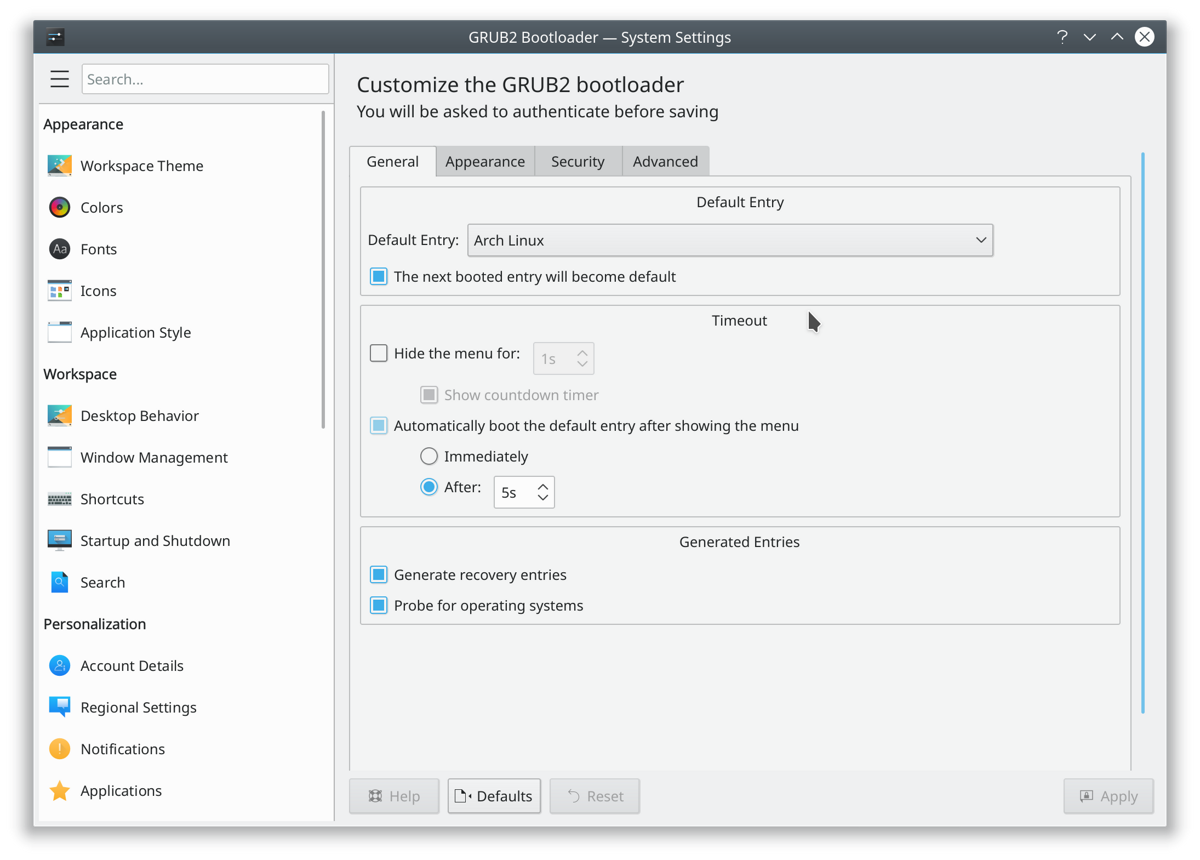 GRUB2 Bootloader — System Settings
?
Search...
Appearance
Workspace Theme
Colors
Aa
Fonts
Icons
Application Style
Workspace
Desktop Behavior
Window Management
Shortcuts
Startup and Shutdown
Search
Personalization
Account Details
Regional Settings
Notifications
Applications
Customize the GRUB2 bootloader
You will be asked to authenticate before saving
General Appearance Security Advanced
Default Entry
Default Entry: Arch Linux
The next booted entry will become default
Timeout
Hide the menu for: 1s
Show countdown timer
Automatically boot the default entry after showing the menu
Immediately
After: 5s
Generated Entries
Generate recovery entries
Probe for operating systems
Help Defaults Reset Apply